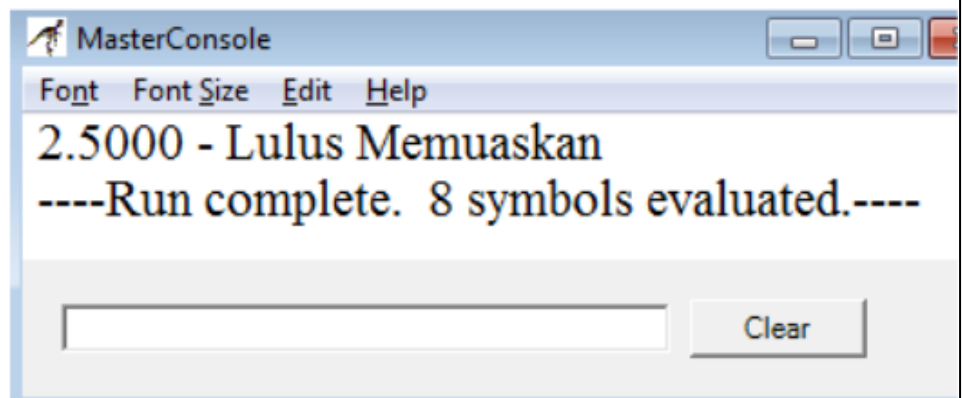 MasterConsole
Font Font Size Edit Help
2.5000 - Lulus Memuaskan
----Run complete.  8 symbols evaluated.----
Clear